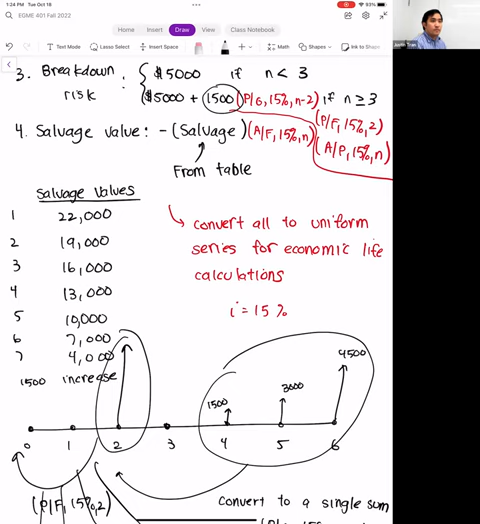 1:24 PM Tue Oct 18
93%
EGME 401 Fall 2022
Home Insert Draw View Class Notebook
Text Mode Lasso Select Insert Space
Shapes Ink to Shape
3. Breakdown risk : { $5000 if n < 3
$5000 + (1500)(P/G, 15%, n-2) if n ≥ 3
(P/F, 15%, 2)
(A/P, 15%, n)
4. Salvage value: -(Salvage)(A/F, 15%, n)
From table
Salvage values
1 22,000
2 19,000
3 16,000
4 13,000
5 10,000
6 7,000
7 4,000
1500 increase
convert all to uniform
series for economic life
calculations
i = 15 %
1500 3000 4500
0 1 2 3 4 5 6
(P/F, 15%, 2)
convert to a single sum